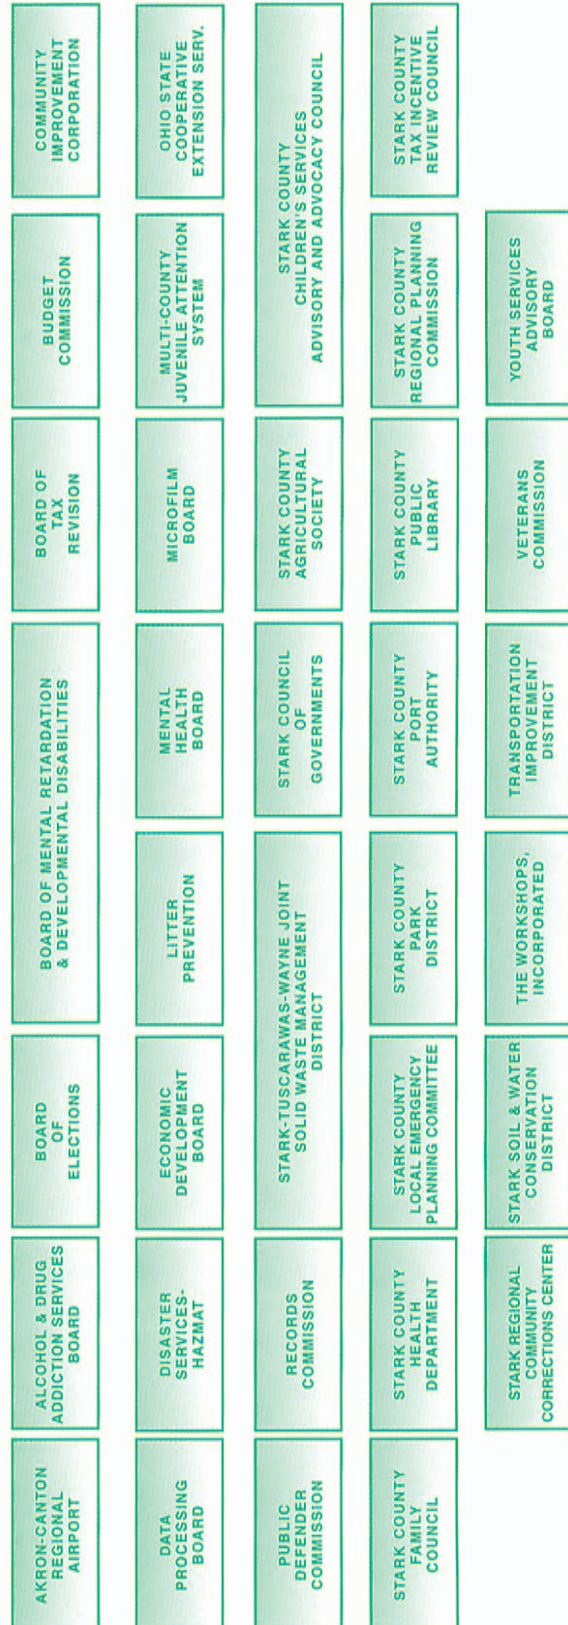 AKRON-CANTON
REGIONAL
AIRPORT
ALCOHOL & DRUG
ADDICTION SERVICES
BOARD
BOARD
OF
ELECTIONS
BOARD OF MENTAL RETARDATION
& DEVELOPMENTAL DISABILITIES
BOARD OF
TAX
REVISION
BUDGET
COMMISSION
COMMUNITY
IMPROVEMENT
CORPORATION
DATA
PROCESSING
BOARD
DISASTER
SERVICES-
HAZMAT
ECONOMIC
DEVELOPMENT
BOARD
LITTER
PREVENTION
MENTAL
HEALTH
BOARD
MICROFILM
BOARD
MULTI-COUNTY
JUVENILE ATTENTION
SYSTEM
OHIO STATE
COOPERATIVE
EXTENSION SERV.
PUBLIC
DEFENDER
COMMISSION
RECORDS
COMMISSION
STARK-TUSCARAWAS-WAYNE JOINT
SOLID WASTE MANAGEMENT
DISTRICT
STARK COUNCIL
OF
GOVERNMENTS
STARK COUNTY
AGRICULTURAL
SOCIETY
STARK COUNTY
CHILDREN'S SERVICES
ADVISORY AND ADVOCACY COUNCIL
STARK COUNTY
FAMILY
COUNCIL
STARK COUNTY
HEALTH
DEPARTMENT
STARK COUNTY
LOCAL EMERGENCY
PLANNING COMMITTEE
STARK COUNTY
PARK
DISTRICT
STARK COUNTY
PORT
AUTHORITY
STARK COUNTY
PUBLIC
LIBRARY
STARK COUNTY
REGIONAL PLANNING
COMMISSION
STARK COUNTY
TAX INCENTIVE
REVIEW COUNCIL
STARK REGIONAL
COMMUNITY
CORRECTIONS CENTER
STARK SOIL & WATER
CONSERVATION
DISTRICT
THE WORKSHOPS,
INCORPORATED
TRANSPORTATION
IMPROVEMENT
DISTRICT
VETERANS
COMMISSION
YOUTH SERVICES
ADVISORY
BOARD